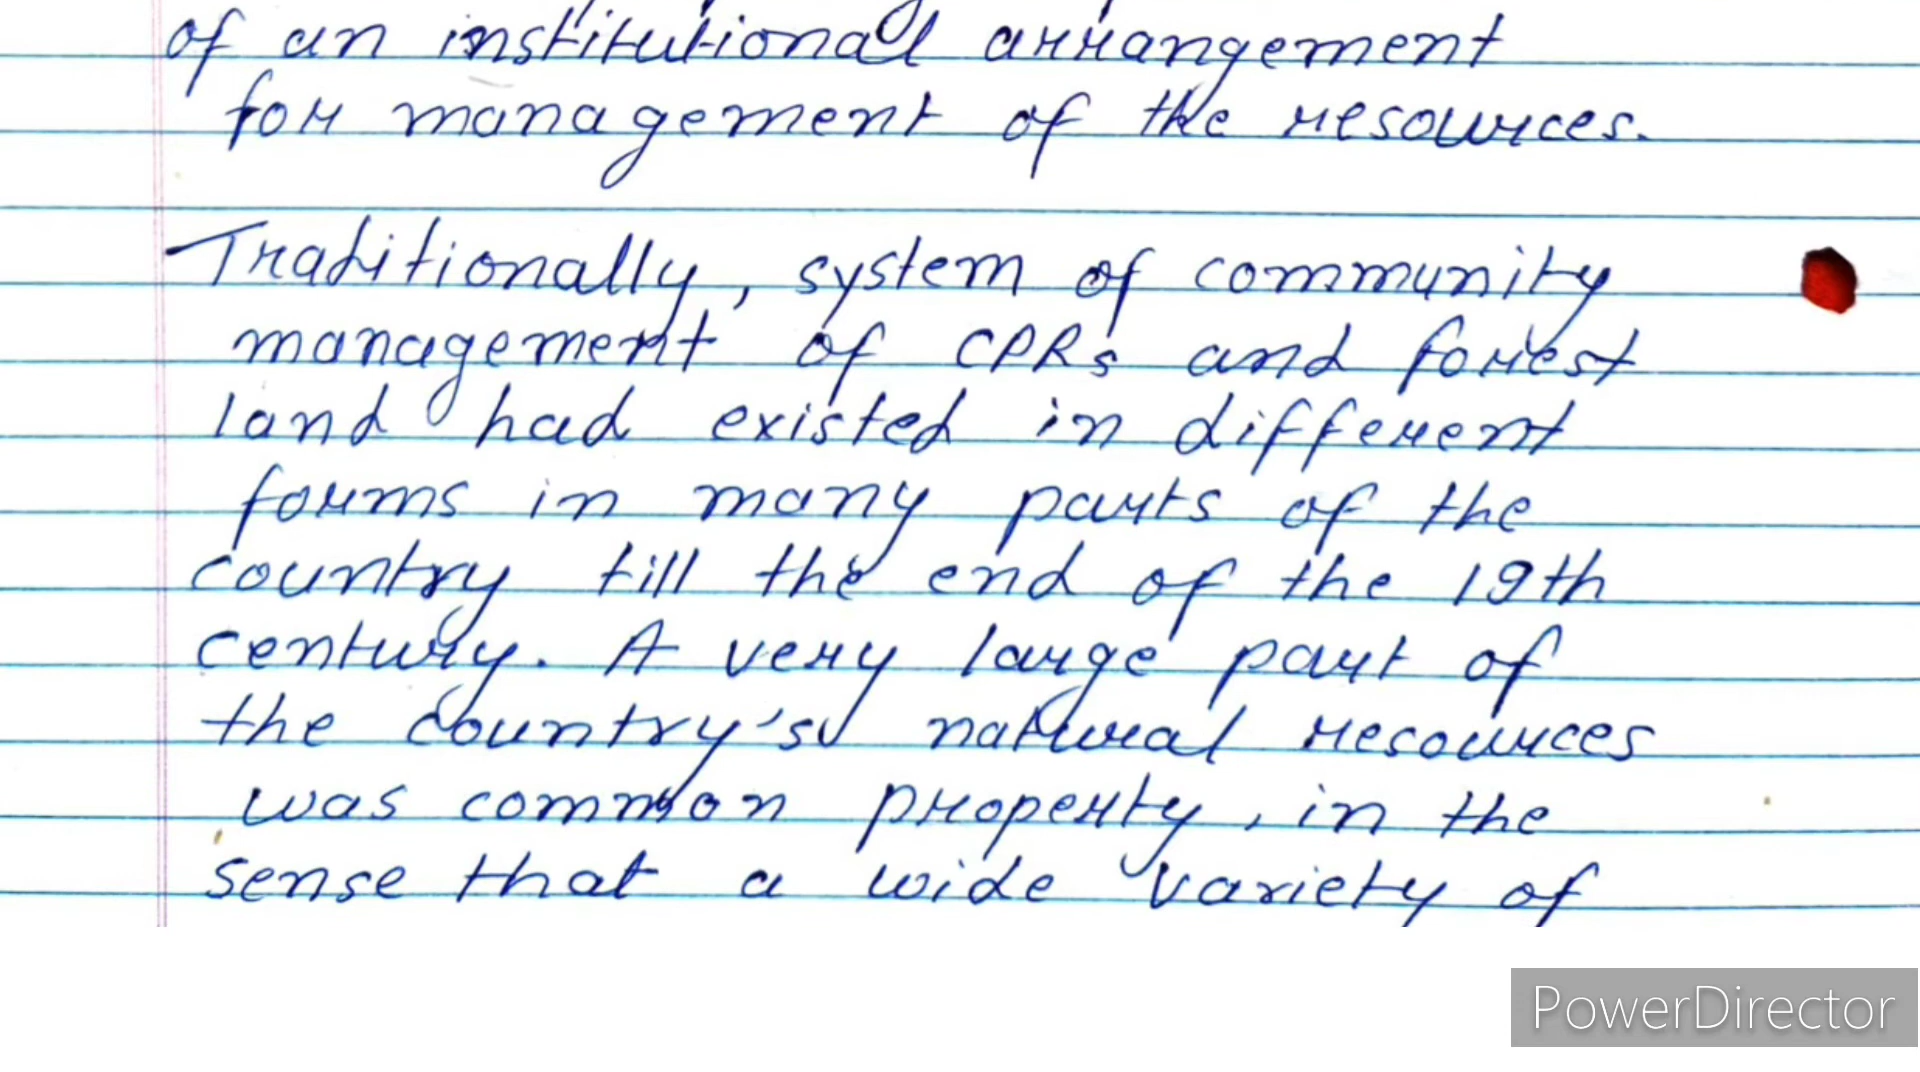 of an institutional arrangement
for management of the resources.
Traditionally, system of community
management of CPRs and forest
land had existed in different
forms in many parts of the
country till the end of the 19th
century. A very large part of
the country's natural resources
was common property, in the
sense that a wide variety of
PowerDirector